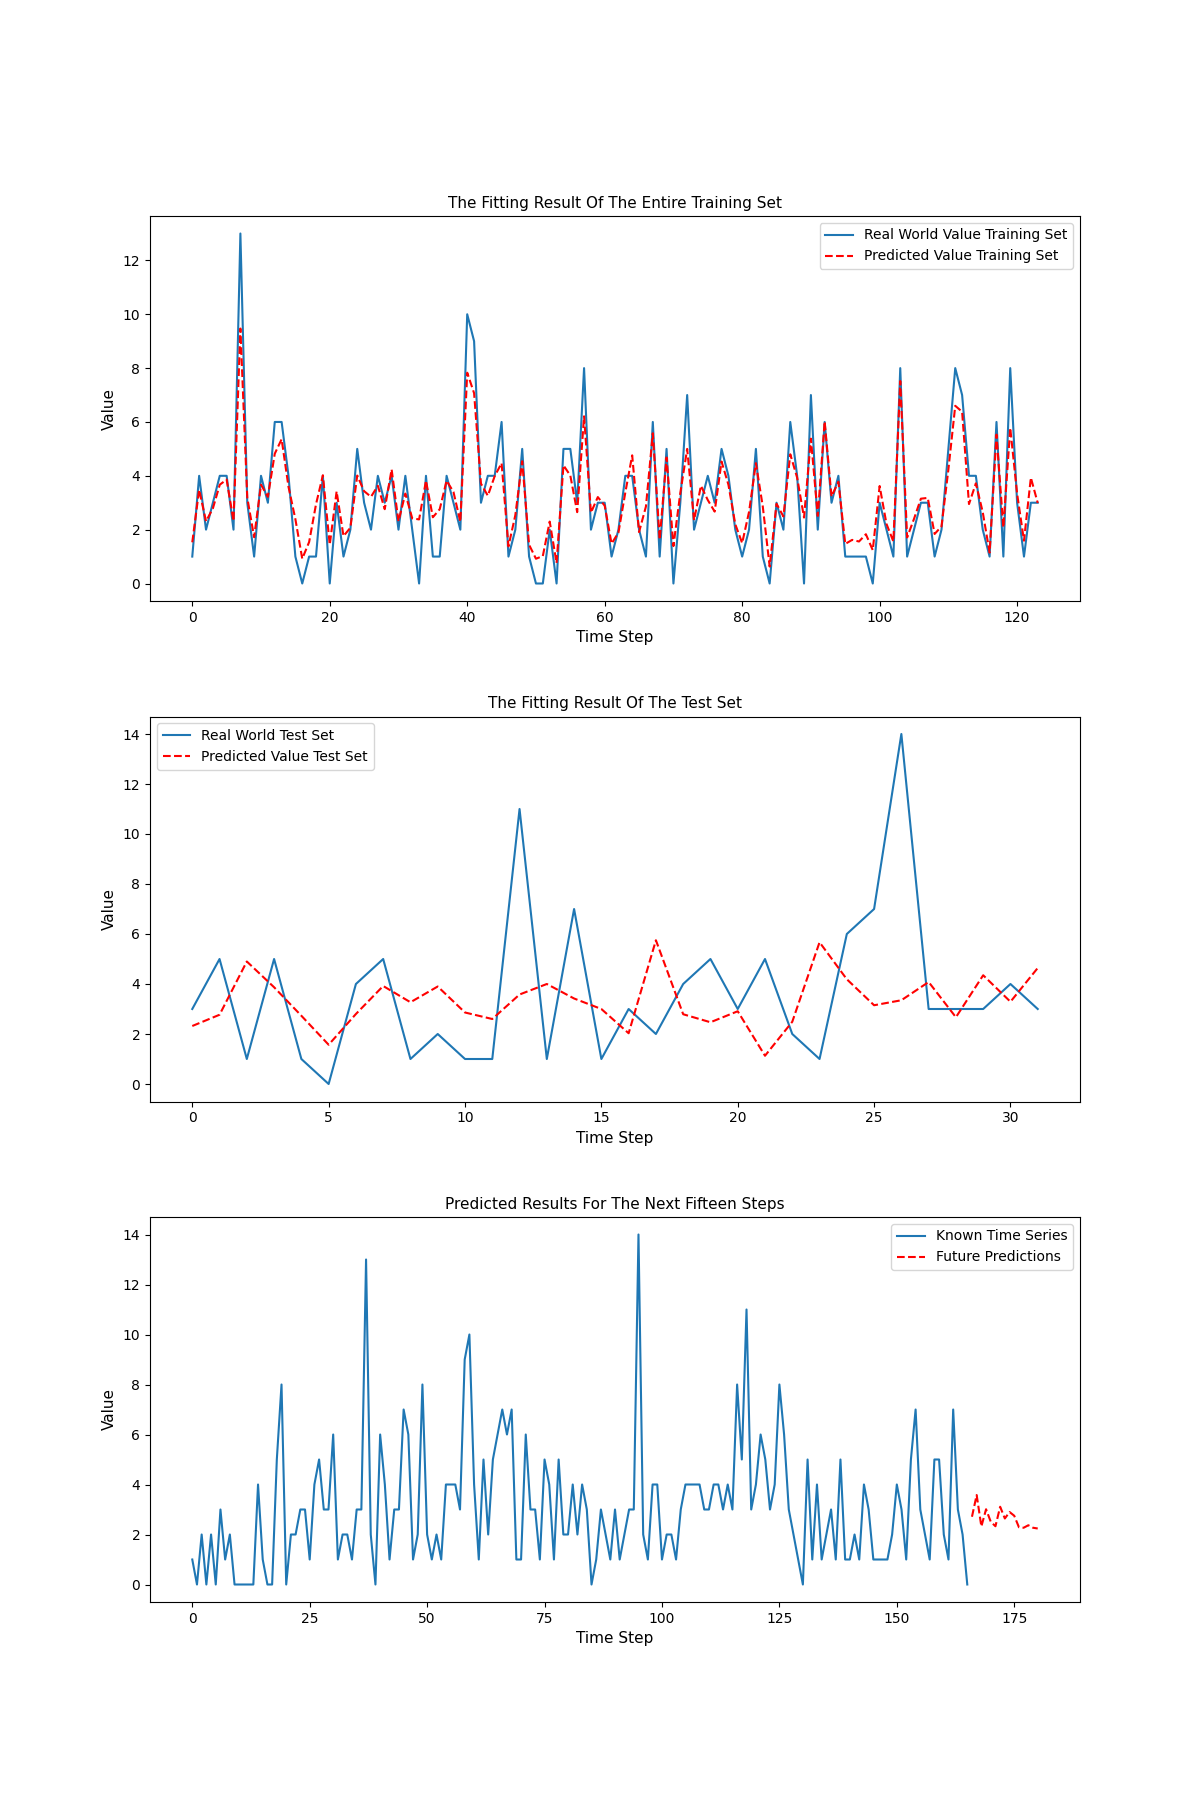 The Fitting Result Of The Entire Training Set
Real World Value Training Set
Predicted Value Training Set
Value
12
10
8
6
4
2
0
0 20 40 60 80 100 120
Time Step
The Fitting Result Of The Test Set
Real World Test Set
Predicted Value Test Set
Value
14
12
10
8
6
4
2
0
0 5 10 15 20 25 30
Time Step
Predicted Results For The Next Fifteen Steps
Known Time Series
Future Predictions
Value
14
12
10
8
6
4
2
0
0 25 50 75 100 125 150 175
Time Step